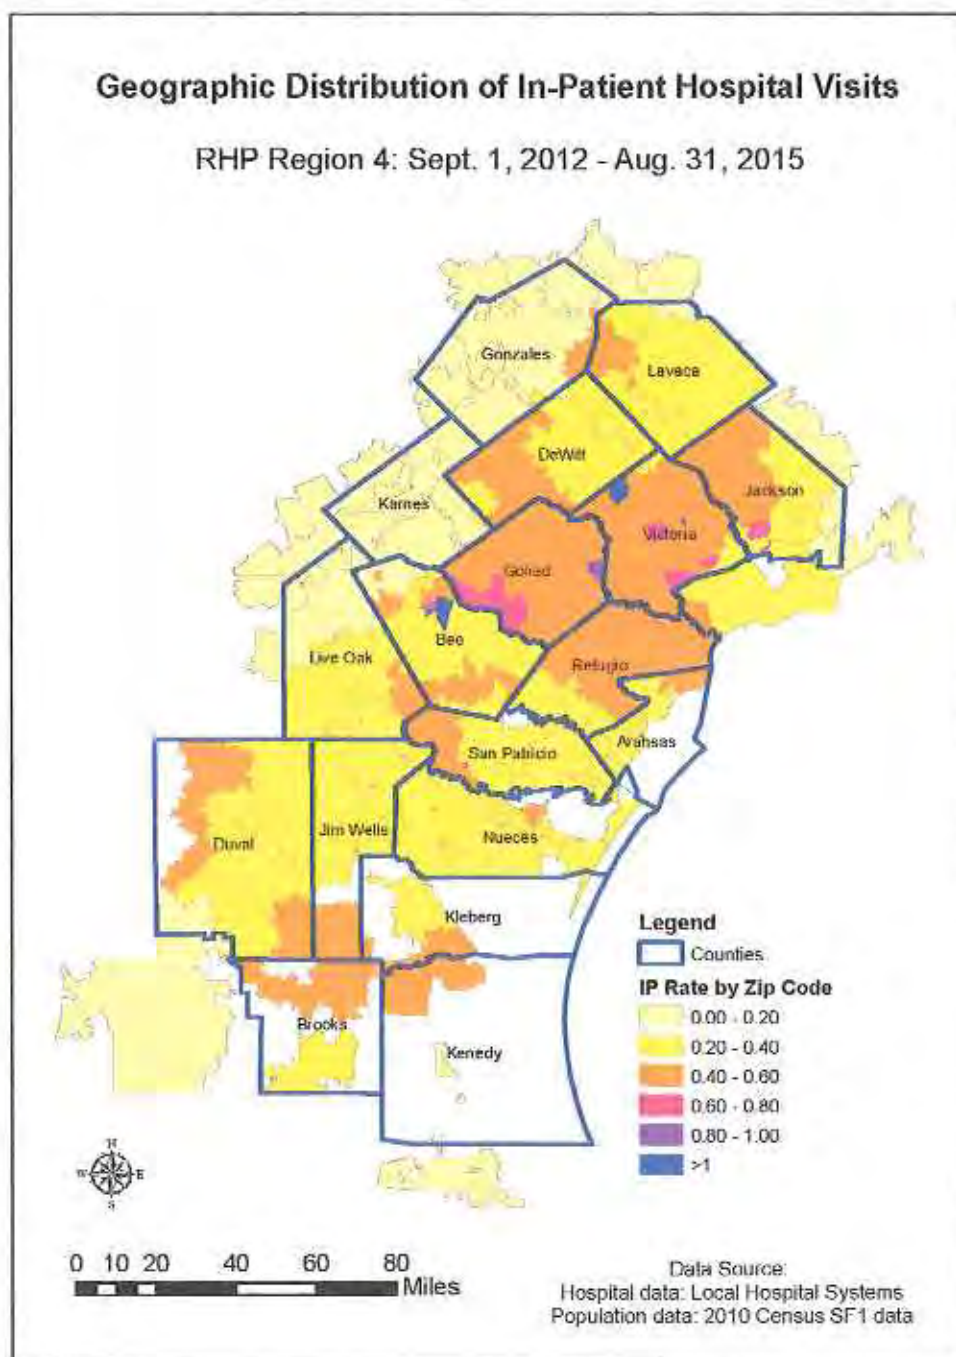 Geographic Distribution of In-Patient Hospital Visits
RHP Region 4: Sept. 1, 2012 - Aug. 31, 2015
Gonzales
Lavaca
DeWitt
Karnes
Jackson
Victoria
Goliad
Bee
Live Oak
Refugio
Aransas
San Patricio
Duval
Jim Wells
Nueces
Kleberg
Brooks
Kenedy
Legend
Counties
IP Rate by Zip Code
0.00 - 0.20
0.20 - 0.40
0.40 - 0.60
0.60 - 0.80
0.80 - 1.00
>1
N
W
E
S
0 10 20 40 60 80
Miles
Data Source:
Hospital data: Local Hospital Systems
Population data: 2010 Census SF1 data